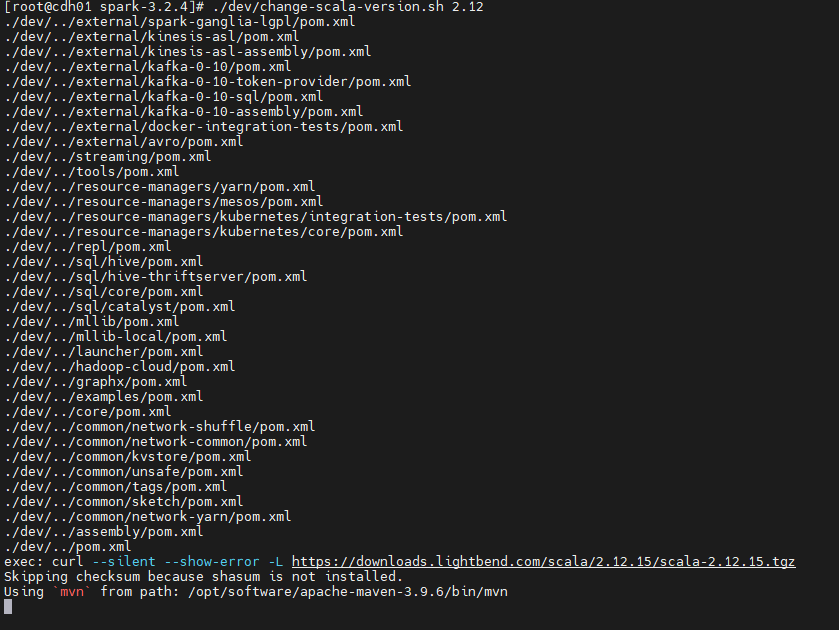 [root@cdh01 spark-3.2.4]# ./dev/change-scala-version.sh 2.12
./dev/../external/spark-ganglia-lgpl/pom.xml
./dev/../external/kinesis-asl/pom.xml
./dev/../external/kinesis-asl-assembly/pom.xml
./dev/../external/kafka-0-10/pom.xml
./dev/../external/kafka-0-10-token-provider/pom.xml
./dev/../external/kafka-0-10-sql/pom.xml
./dev/../external/kafka-0-10-assembly/pom.xml
./dev/../external/docker-integration-tests/pom.xml
./dev/../external/avro/pom.xml
./dev/../streaming/pom.xml
./dev/../tools/pom.xml
./dev/../resource-managers/yarn/pom.xml
./dev/../resource-managers/mesos/pom.xml
./dev/../resource-managers/kubernetes/integration-tests/pom.xml
./dev/../resource-managers/kubernetes/core/pom.xml
./dev/../repl/pom.xml
./dev/../sql/hive/pom.xml
./dev/../sql/hive-thriftserver/pom.xml
./dev/../sql/core/pom.xml
./dev/../sql/catalyst/pom.xml
./dev/../mllib/pom.xml
./dev/../mllib-local/pom.xml
./dev/../launcher/pom.xml
./dev/../hadoop-cloud/pom.xml
./dev/../graphx/pom.xml
./dev/../examples/pom.xml
./dev/../core/pom.xml
./dev/../common/network-shuffle/pom.xml
./dev/../common/network-common/pom.xml
./dev/../common/kvstore/pom.xml
./dev/../common/unsafe/pom.xml
./dev/../common/tags/pom.xml
./dev/../common/sketch/pom.xml
./dev/../common/network-yarn/pom.xml
./dev/../assembly/pom.xml
./dev/../pom.xml
exec: curl --silent --show-error -L https://downloads.lightbend.com/scala/2.12.15/scala-2.12.15.tgz
Skipping checksum because shasum is not installed.
Using `mvn` from path: /opt/software/apache-maven-3.9.6/bin/mvn